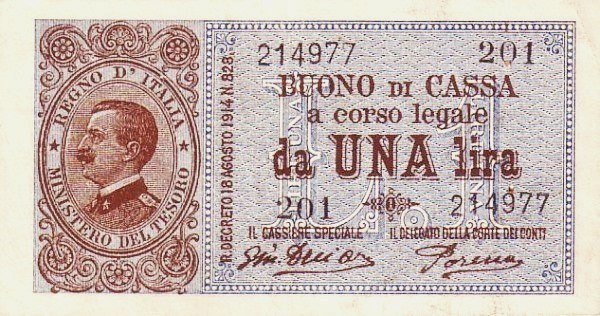 REGNO D'ITALIA
MINISTERO DEL TESORO
R. DECRETO 18 AGOSTO 1914 N. 828.
214977 201
BUONO DI CASSA
a corso legale
da UNA lira
201 214977
IL CASSIERE SPECIALE IL DELEGATO DELLA CORTE DEI CONTI